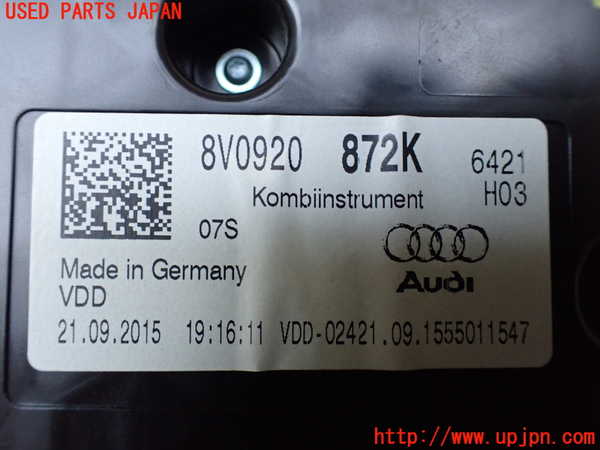 USED PARTS JAPAN
8V0920 872K 6421
Kombiinstrument H03
07S
Made in Germany Audi
VDD
21.09.2015 19:16:11 VDD-02421.09.1555011547
UPJ - http://www.upjpn.com